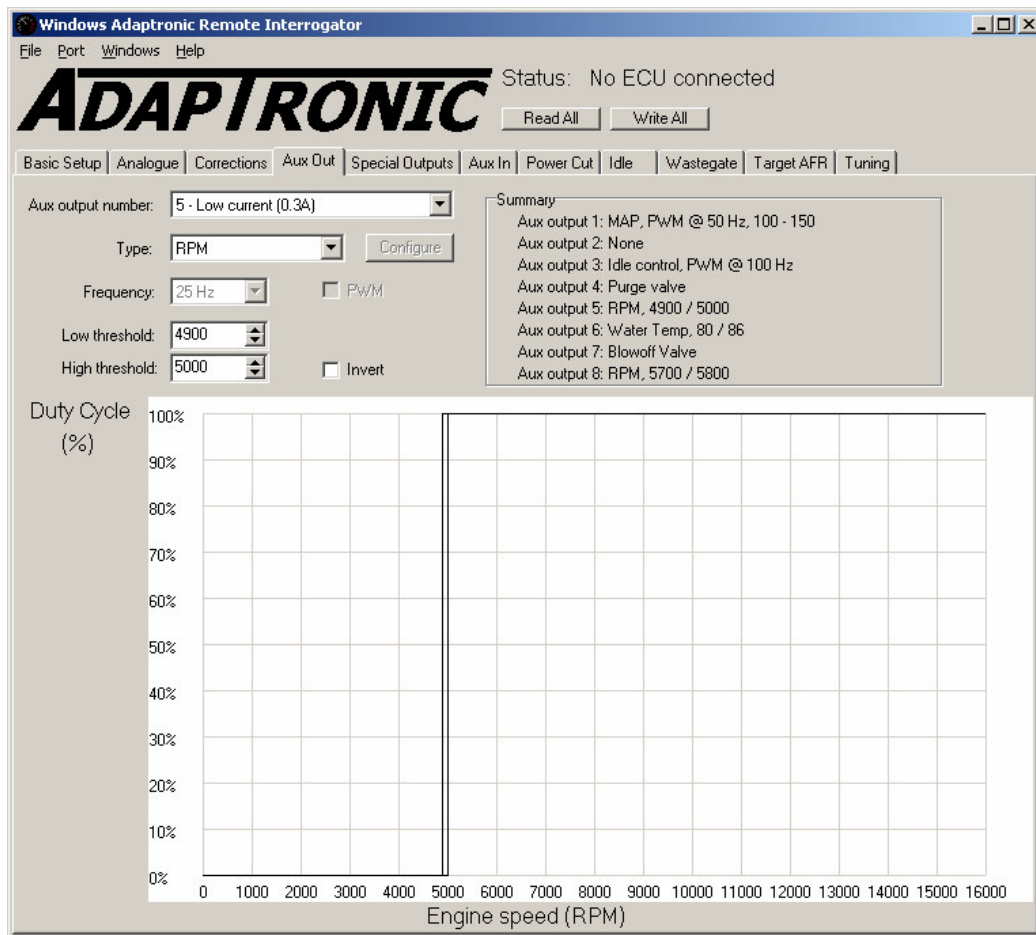 Windows Adaptronic Remote Interrogator
File Port Windows Help
ADAPTRONIC
Status: No ECU connected
Read All Write All
Basic Setup Analogue Corrections Aux Out Special Outputs Aux In Power Cut Idle Wastegate Target AFR Tuning
Aux output number: 5 - Low current (0.3A)
Type: RPM Configure
Frequency: 25 Hz PWM
Low threshold: 4900
High threshold: 5000 Invert
Summary
Aux output 1: MAP, PWM @ 50 Hz, 100 - 150
Aux output 2: None
Aux output 3: Idle control, PWM @ 100 Hz
Aux output 4: Purge valve
Aux output 5: RPM, 4900 / 5000
Aux output 6: Water Temp, 80 / 86
Aux output 7: Blowoff Valve
Aux output 8: RPM, 5700 / 5800
Duty Cycle
(%)
100%
90%
80%
70%
60%
50%
40%
30%
20%
10%
0%
0 1000 2000 3000 4000 5000 6000 7000 8000 9000 10000 11000 12000 13000 14000 15000 16000
Engine speed (RPM)